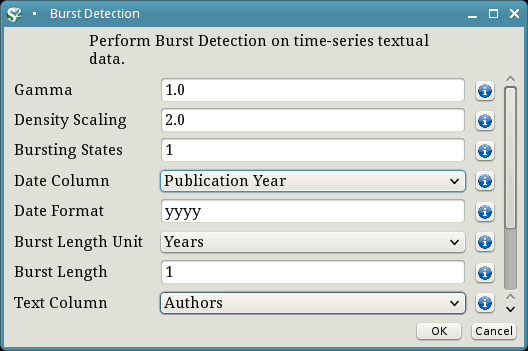 Burst Detection
Perform Burst Detection on time-series textual
data.
Gamma 1.0
Density Scaling 2.0
Bursting States 1
Date Column Publication Year
Date Format yyyy
Burst Length Unit Years
Burst Length 1
Text Column Authors
OK Cancel